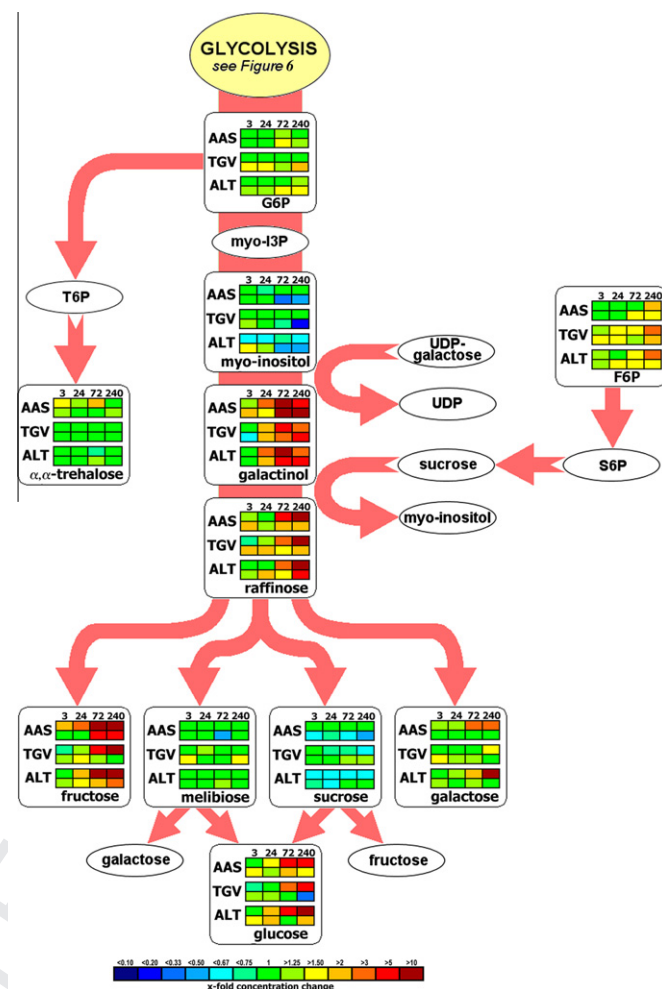 GLYCOLYSIS
see Figure 6
3 24 72 240
AAS
TGV
ALT
G6P
myo-I3P
T6P
3 24 72 240
AAS
TGV
ALT
myo-inositol
UDP-
galactose
UDP
3 24 72 240
AAS
TGV
ALT
F6P
3 24 72 240
AAS
TGV
ALT
α,α-trehalose
3 24 72 240
AAS
TGV
ALT
galactinol
sucrose
S6P
myo-inositol
3 24 72 240
AAS
TGV
ALT
raffinose
3 24 72 240
AAS
TGV
ALT
fructose
3 24 72 240
AAS
TGV
ALT
melibiose
3 24 72 240
AAS
TGV
ALT
sucrose
3 24 72 240
AAS
TGV
ALT
galactose
galactose
fructose
3 24 72 240
AAS
TGV
ALT
glucose
<0.10 <0.20 <0.33 <0.50 <0.67 <0.75 1 >1.25 >1.50 >2 >3 >5 >10
x-fold concentration change